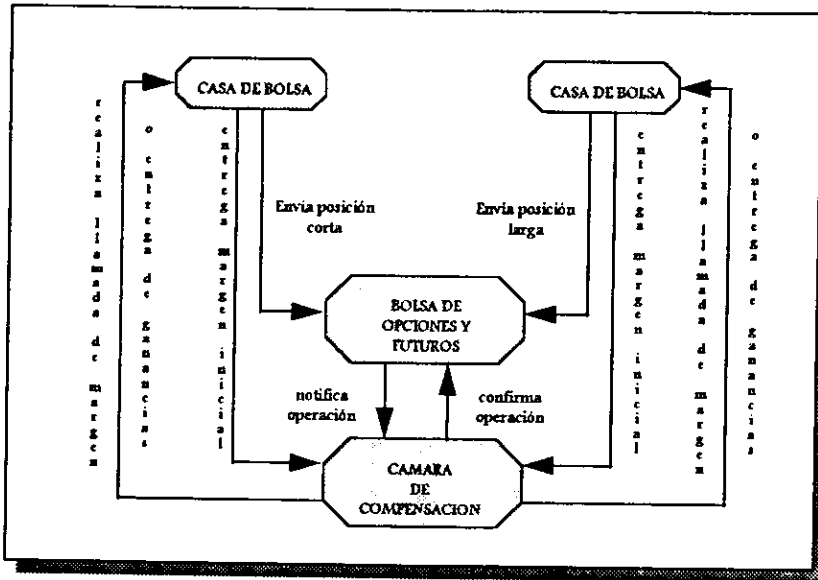 CASA DE BOLSA
CASA DE BOLSA
realiza llamada de margen
o entrega de ganancias
entrega margen inicial
Envía posición
corta
Envía posición
larga
entrega margen inicial
realiza llamada de margen
o entrega de ganancias
BOLSA DE
OPCIONES Y
FUTUROS
notifica
operación
confirma
operación
CAMARA
DE
COMPENSACION